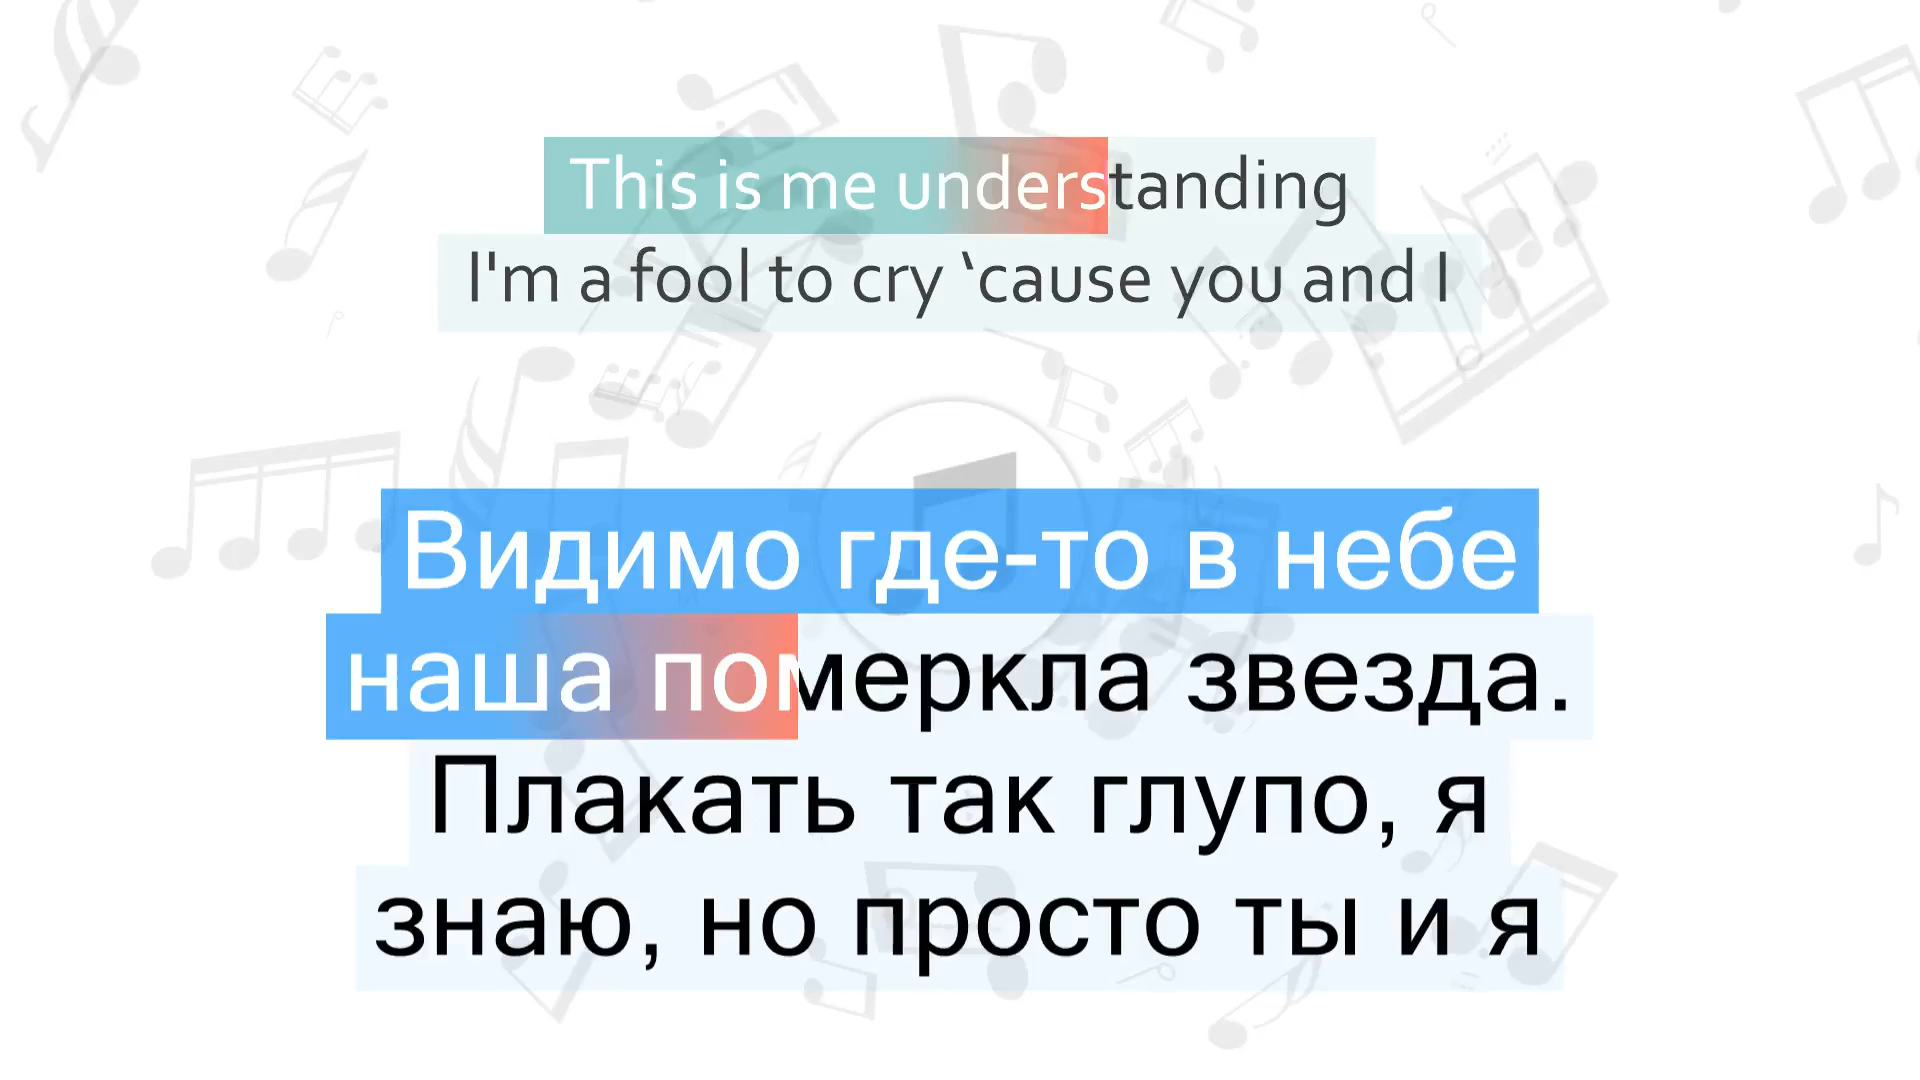 This is me understanding
I'm a fool to cry ‘cause you and I
Видимо где-то в небе
наша померкла звезда.
Плакать так глупо, я
знаю, но просто ты и я